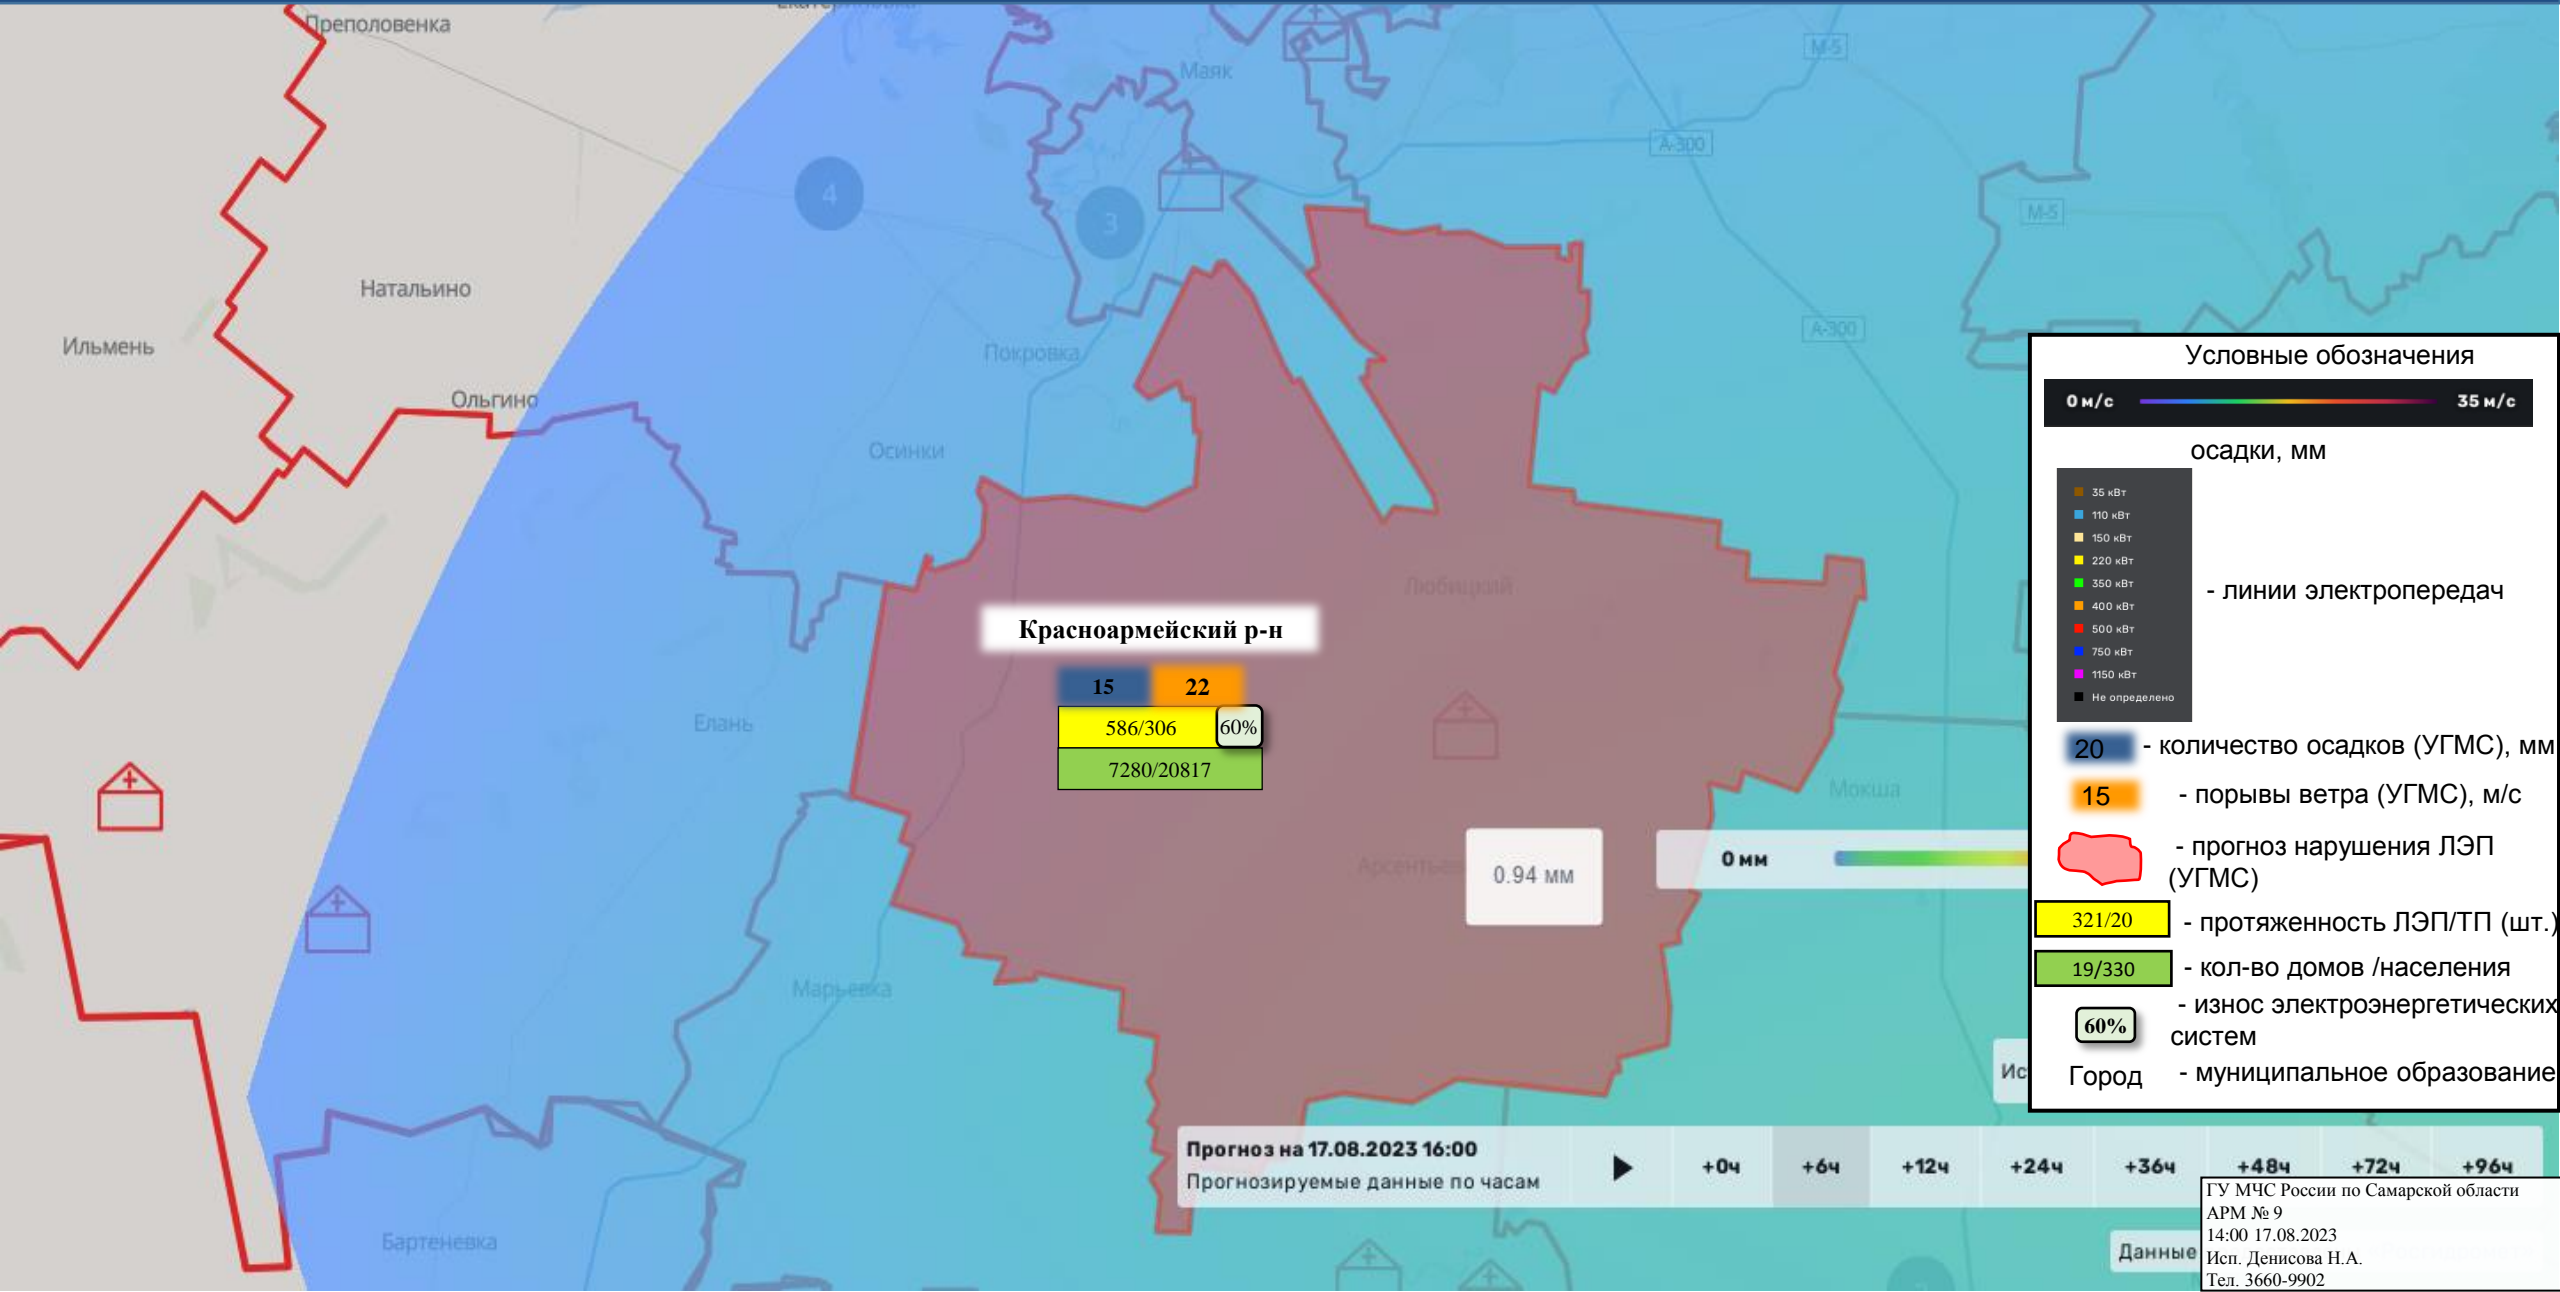 Преполовенка
Маяк
М-5
А-300
М-5
4
3
Натальино
Ильмень
Покровка
А-300
Ольгино
Осинки
Любицкий
Красноармейский р-н
15
22
586/306
60%
7280/20817
Елань
Мокша
0.94 мм
0 мм
Марьевка
Бартеневка
Условные обозначения
0 м/с
35 м/с
осадки, мм
35 кВт
110 кВт
150 кВт
220 кВт
350 кВт
400 кВт
500 кВт
750 кВт
1150 кВт
Не определено
- линии электропередач
20 - количество осадков (УГМС), мм
15 - порывы ветра (УГМС), м/с
- прогноз нарушения ЛЭП
(УГМС)
321/20 - протяженность ЛЭП/ТП (шт.)
19/330 - кол-во домов /населения
- износ электроэнергетических
60%
систем
Город - муниципальное образование
Прогноз на 17.08.2023 16:00
Прогнозируемые данные по часам
+0ч
+6ч
+12ч
+24ч
+36ч
+48ч
+72ч
+96ч
Данные
ГУ МЧС России по Самарской области
АРМ № 9
14:00 17.08.2023
Исп. Денисова Н.А.
Тел. 3660-9902